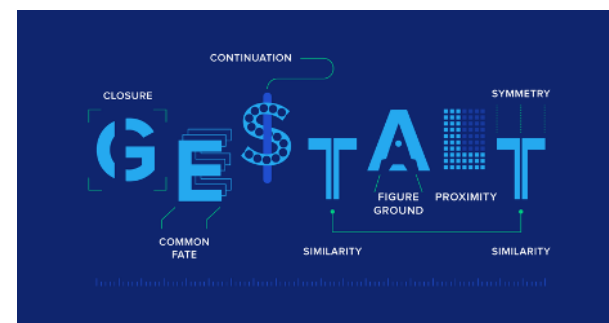 CONTINUATION
CLOSURE
SYMMETRY
GESTALT
FIGURE
GROUND
PROXIMITY
COMMON
FATE
SIMILARITY
SIMILARITY